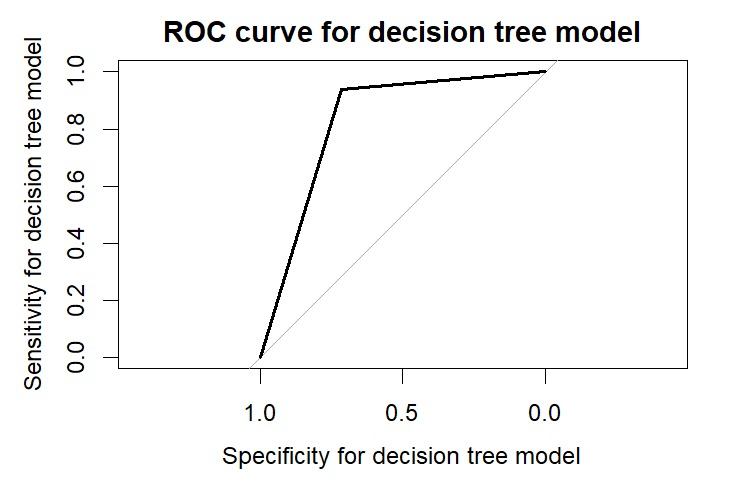 ROC curve for decision tree model
Sensitivity for decision tree model
1.0
0.8
0.6
0.4
0.2
0.0
1.0 0.5 0.0
Specificity for decision tree model